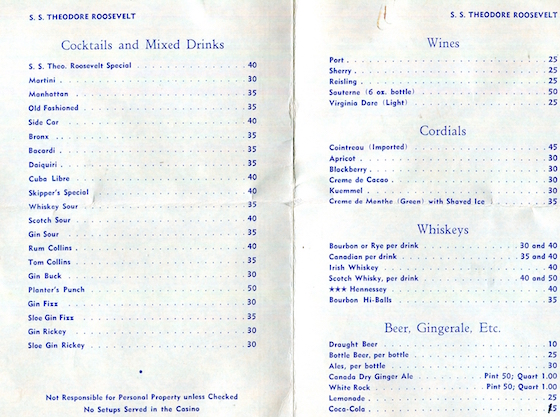 S. S. THEODORE ROOSEVELT
Cocktails and Mixed Drinks
S. S. Theo. Roosevelt Special . . . 40
Martini . . . 30
Manhattan . . . 35
Old Fashioned . . . 35
Side Car . . . 40
Bronx . . . 35
Bacardi . . . 35
Daiquiri . . . 35
Cuba Libre . . . 40
Skipper's Special . . . 40
Whiskey Sour . . . 35
Scotch Sour . . . 40
Gin Sour . . . 35
Rum Collins . . . 40
Tom Collins . . . 35
Gin Buck . . . 30
Planter's Punch . . . 50
Gin Fizz . . . 30
Sloe Gin Fizz . . . 35
Gin Rickey . . . 30
Sloe Gin Rickey . . . 30
Not Responsible for Personal Property unless Checked
No Setups Served in the Casino
S. S. THEODORE ROOSEVELT
Wines
Port . . . 25
Sherry . . . 25
Reisling . . . 25
Sauterne (6 oz. bottle) . . . 50
Virginia Dare (Light) . . . 25
Cordials
Cointreau (Imported) . . . 45
Apricot . . . 30
Blackberry . . . 30
Creme de Cacao . . . 30
Kuemmel . . . 30
Creme de Menthe (Green) with Shaved Ice . . . 35
Whiskeys
Bourbon or Rye per drink . . . 30 and 40
Canadian per drink . . . 35 and 40
Irish Whiskey . . . 40
Scotch Whisky, per drink . . . 40 and 50
★★★ Hennessey . . . 40
Bourbon Hi-Balls . . . 35
Beer, Gingerale, Etc.
Draught Beer . . . 10
Bottle Beer, per bottle . . . 25
Ales, per bottle . . . 30
Canada Dry Ginger Ale . . . Pint 50; Quart 1.00
White Rock . . . Pint 50; Quart 1.00
Lemonade . . . 25
Coca-Cola . . .